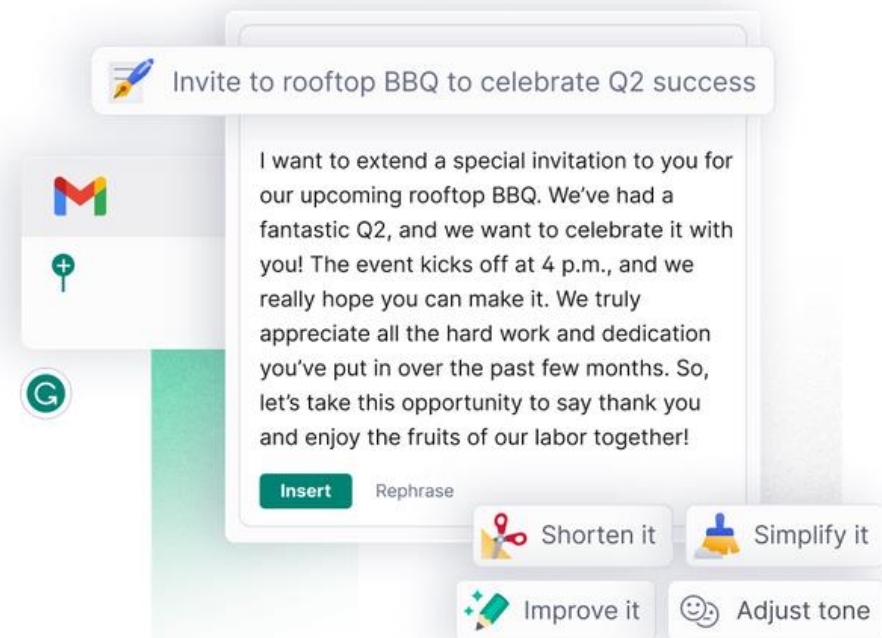 Invite to rooftop BBQ to celebrate Q2 success
I want to extend a special invitation to you for
our upcoming rooftop BBQ. We’ve had a
fantastic Q2, and we want to celebrate it with
you! The event kicks off at 4 p.m., and we
really hope you can make it. We truly
appreciate all the hard work and dedication
you’ve put in over the past few months. So,
let’s take this opportunity to say thank you
and enjoy the fruits of our labor together!
Insert Rephrase
Shorten it Simplify it
Improve it Adjust tone